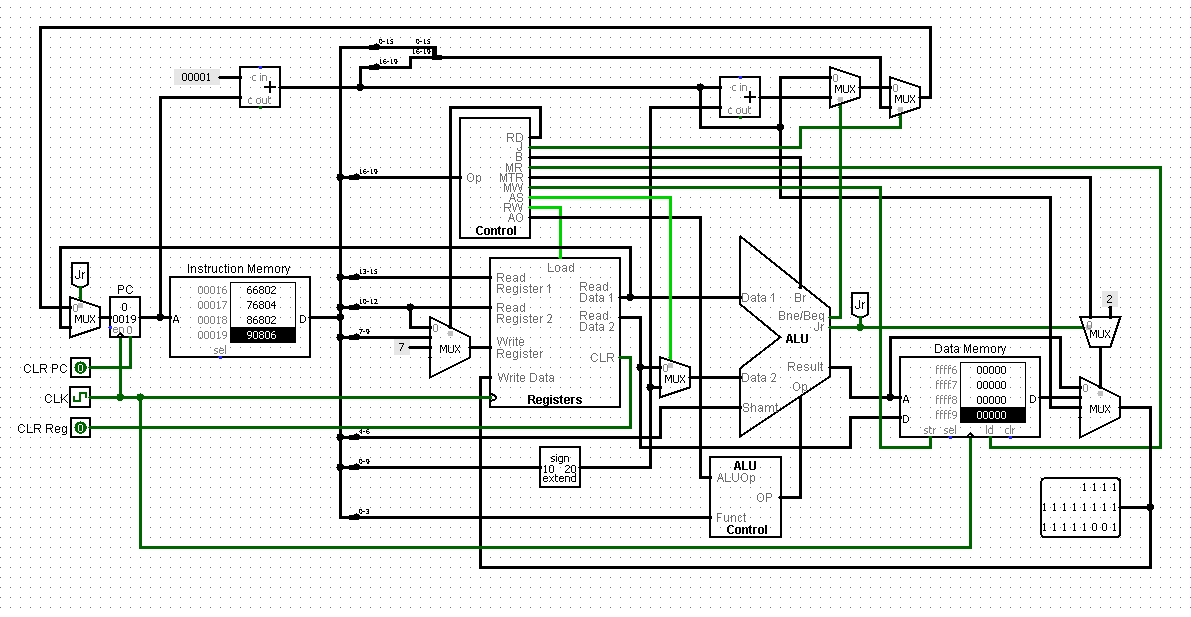 0-15
0-15
16-19
16-19
00001
c in
+
c out
c in
+
c out
0
MUX
0
MUX
RD
J
B
MR
MTR
MW
AS
RW
AO
16-19
Op
Control
Instruction Memory
00016 66802
00017 76804
00018 86802
00019 90806
A
D
sel
Jr
0
MUX
PC
0
0019
en 0
13-15
10-12
7-9
4-6
0-9
0-3
Load
Read
Register 1
Read
Register 2
Write
Register
Write Data
Read
Data 1
Read
Data 2
CLR
Registers
0
7
MUX
CLR PC
0
CLK
CLR Reg
0
0
MUX
Data 1
Br
Bne/Beq
Jr
ALU
Result
Data 2
Op
Shamt
Jr
2
0
MUX
Data Memory
ffff6 00000
ffff7 00000
ffff8 00000
ffff9 00000
A
D
D
str sel
ld clr
0
MUX
sign
10 20
extend
ALU
ALUOp
OP
Funct
Control
1 1 1 1
1 1 1 1 1 1 1 1
1 1 1 1 1 0 0 1